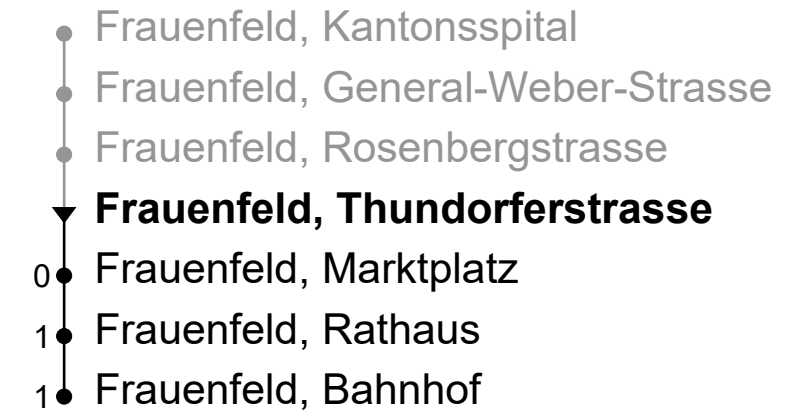 Frauenfeld, Kantonsspital
Frauenfeld, General-Weber-Strasse
Frauenfeld, Rosenbergstrasse
Frauenfeld, Thundorferstrasse
0 Frauenfeld, Marktplatz
1 Frauenfeld, Rathaus
1 Frauenfeld, Bahnhof